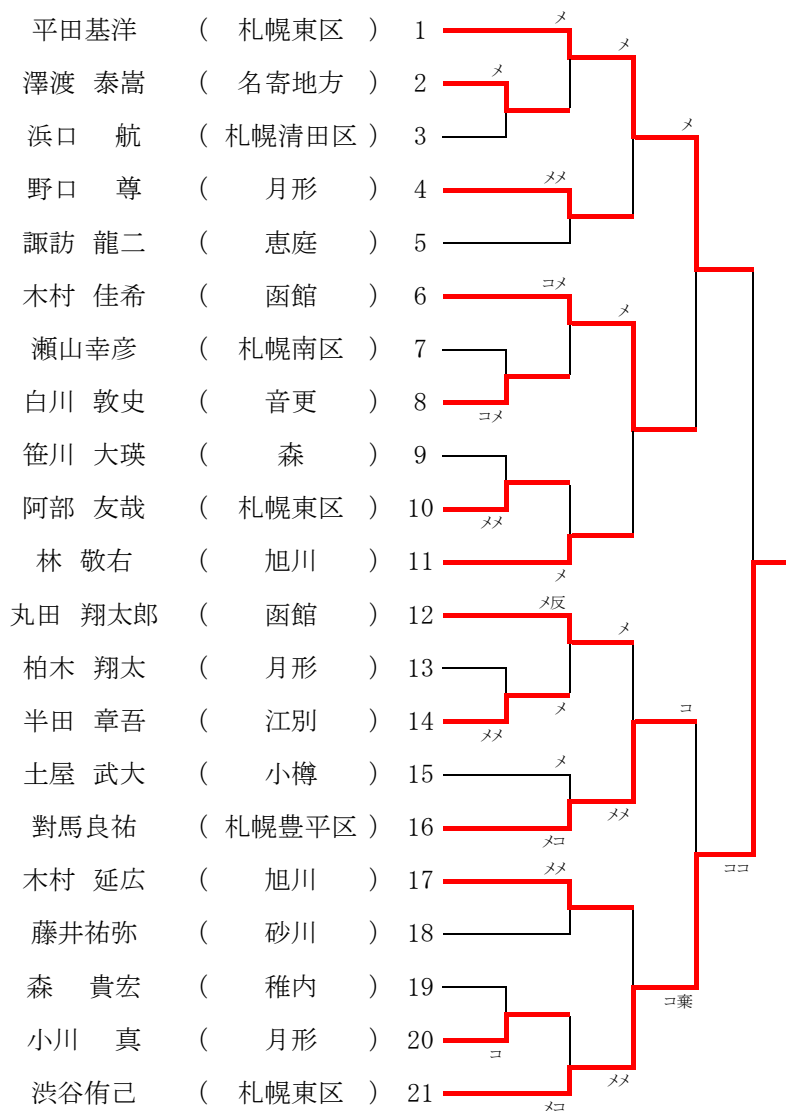 メ
平田基洋 ( 札幌東区 ) 1
メ
メ
澤渡 泰嵩 ( 名寄地方 ) 2
メ
浜口 航 ( 札幌清田区 ) 3
メメ
野口 尊 ( 月形 ) 4
諏訪 龍二 ( 恵庭 ) 5
コメ
木村 佳希 ( 函館 ) 6
メ
瀬山幸彦 ( 札幌南区 ) 7
白川 敦史 ( 音更 ) 8
コメ
笹川 大瑛 ( 森 ) 9
阿部 友哉 ( 札幌東区 ) 10
メメ
林 敬右 ( 旭川 ) 11
メ
メ反
丸田 翔太郎 ( 函館 ) 12
メ
柏木 翔太 ( 月形 ) 13
メ
コ
半田 章吾 ( 江別 ) 14
メメ
メ
土屋 武大 ( 小樽 ) 15
メメ
對馬良祐 ( 札幌豊平区 ) 16
メコ
メメ
ココ
木村 延広 ( 旭川 ) 17
藤井祐弥 ( 砂川 ) 18
森 貴宏 ( 稚内 ) 19
コ棄
小川 真 ( 月形 ) 20
コ
メメ
渋谷侑己 ( 札幌東区 ) 21
メコ